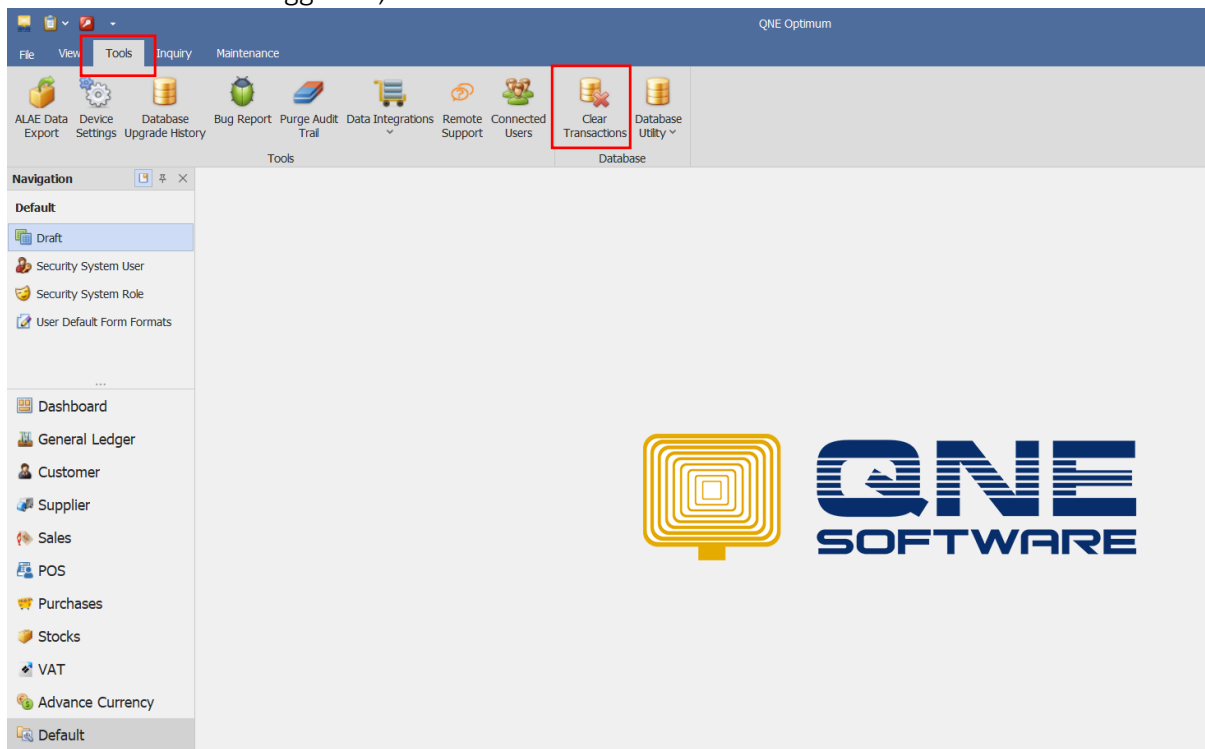 QNE Optimum
File View Tools Inquiry Maintenance
ALAE Data Export
Device Settings
Database Upgrade History
Bug Report
Purge Audit Trail
Data Integrations
Remote Support
Connected Users
Clear Transactions
Database Utility
Tools
Database
Navigation
Default
Draft
Security System User
Security System Role
User Default Form Formats
...
Dashboard
General Ledger
Customer
Supplier
Sales
POS
Purchases
Stocks
VAT
Advance Currency
Default
QNE
SOFTWARE